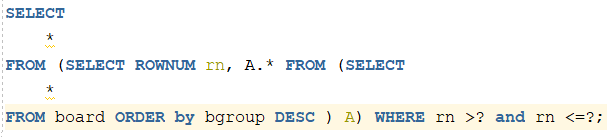 SELECT
*
FROM (SELECT ROWNUM rn, A.* FROM (SELECT
*
FROM board ORDER by bgroup DESC ) A) WHERE rn >? and rn <=?;